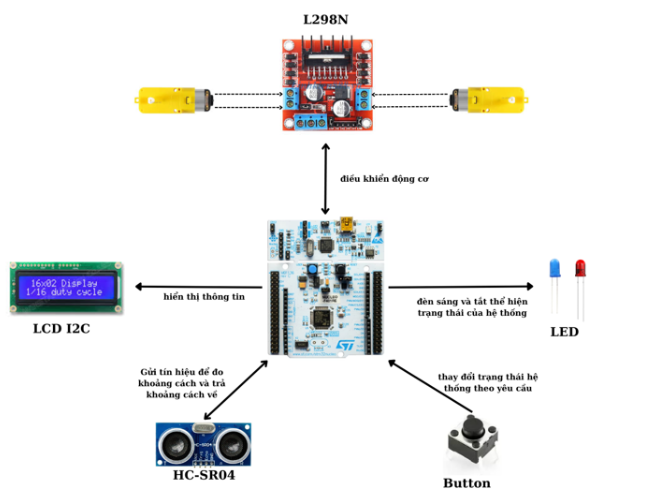 L298N
điều khiển động cơ
16x02 Display
1/16 duty cycle
hiển thị thông tin
đèn sáng và tắt thể hiện
trạng thái của hệ thống
LCD I2C
LED
Gửi tín hiệu để đo
khoảng cách và trả
khoảng cách về
thay đổi trạng thái hệ
thống theo yêu cầu
HC-SR04
HC-SR04
Button